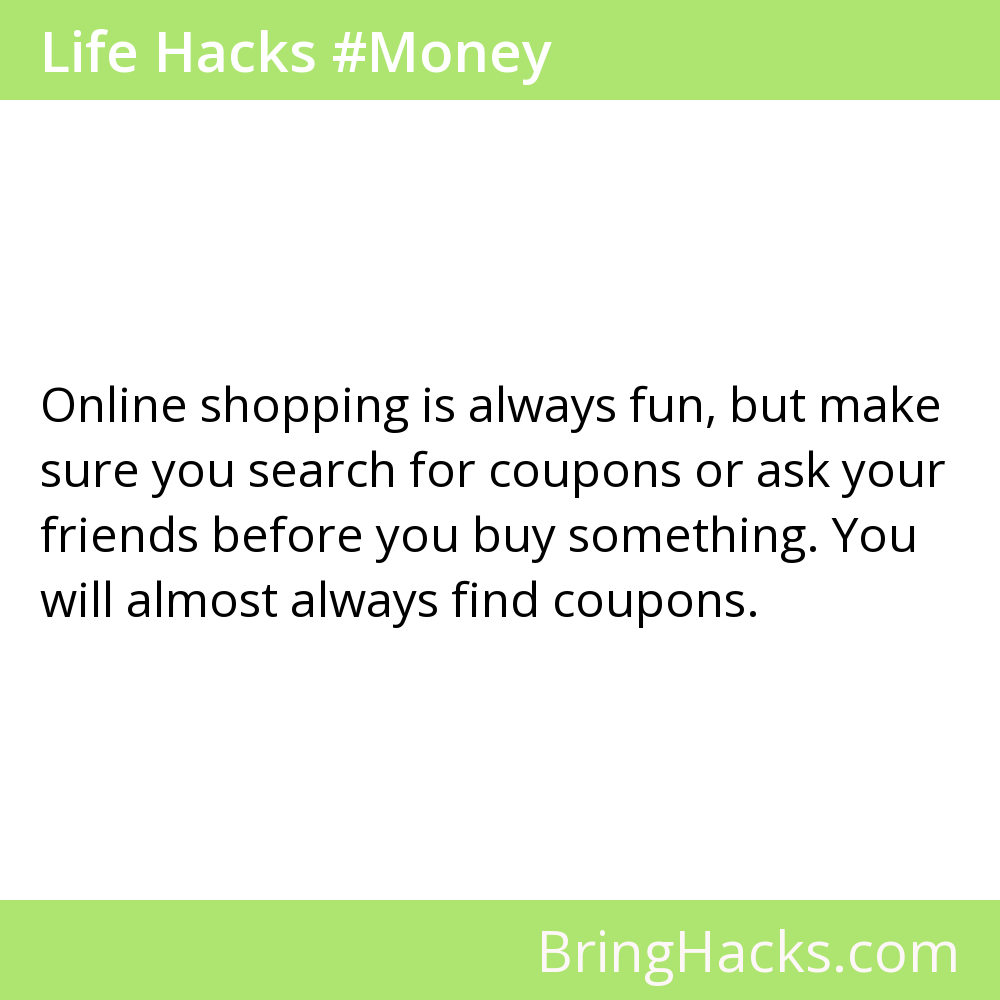 Life Hacks #Money
Online shopping is always fun, but make
sure you search for coupons or ask your
friends before you buy something. You
will almost always find coupons.
BringHacks.com